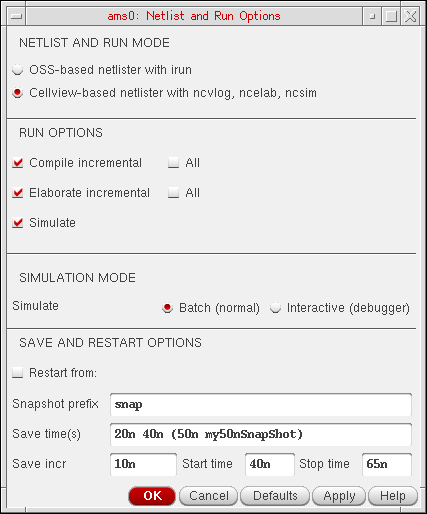 ams0: Netlist and Run Options
NETLIST AND RUN MODE
OSS-based netlister with irun
Cellview-based netlister with ncvlog, ncelab, ncsim
RUN OPTIONS
Compile incremental All
Elaborate incremental All
Simulate
SIMULATION MODE
Simulate Batch (normal) Interactive (debugger)
SAVE AND RESTART OPTIONS
Restart from:
Snapshot prefix snap
Save time(s) 20n 40n (50n my50nSnapShot)
Save incr 10n Start time 40n Stop time 65n
OK Cancel Defaults Apply Help